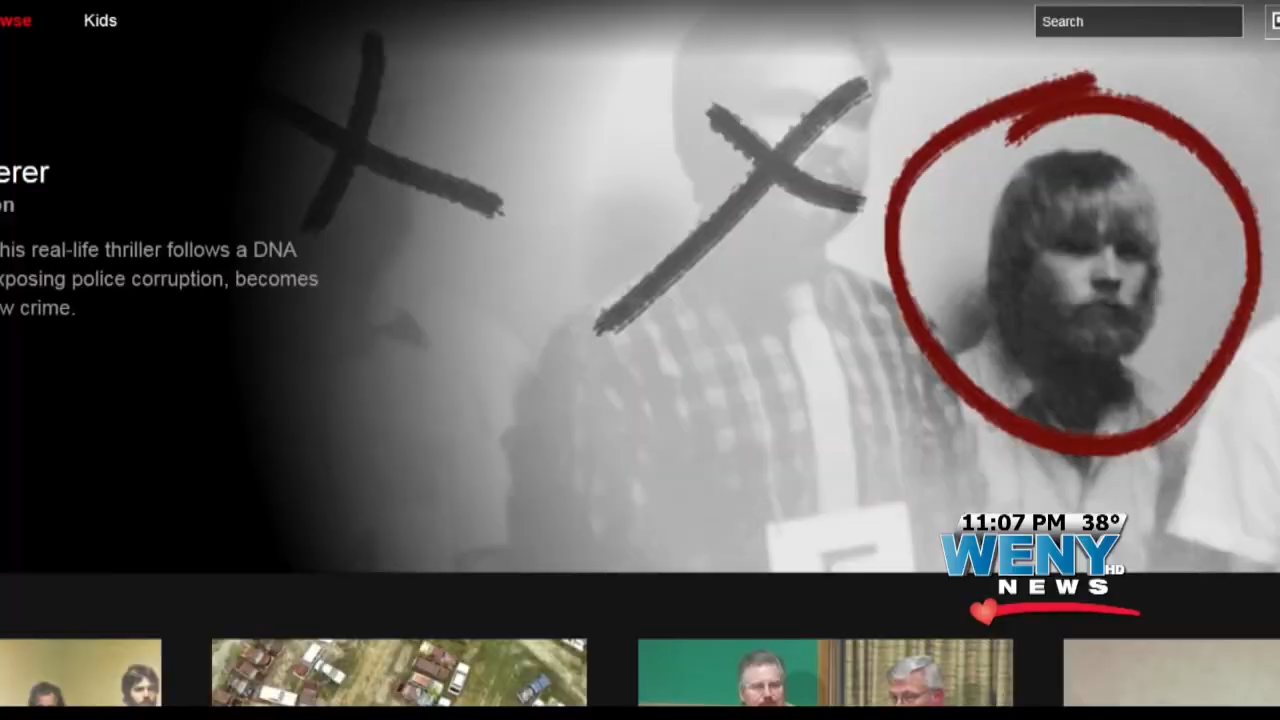 wse
Kids
Search
erer
on
his real-life thriller follows a DNA
xposing police corruption, becomes
w crime.
11:07 PM 38°
WENY
HD
NEWS